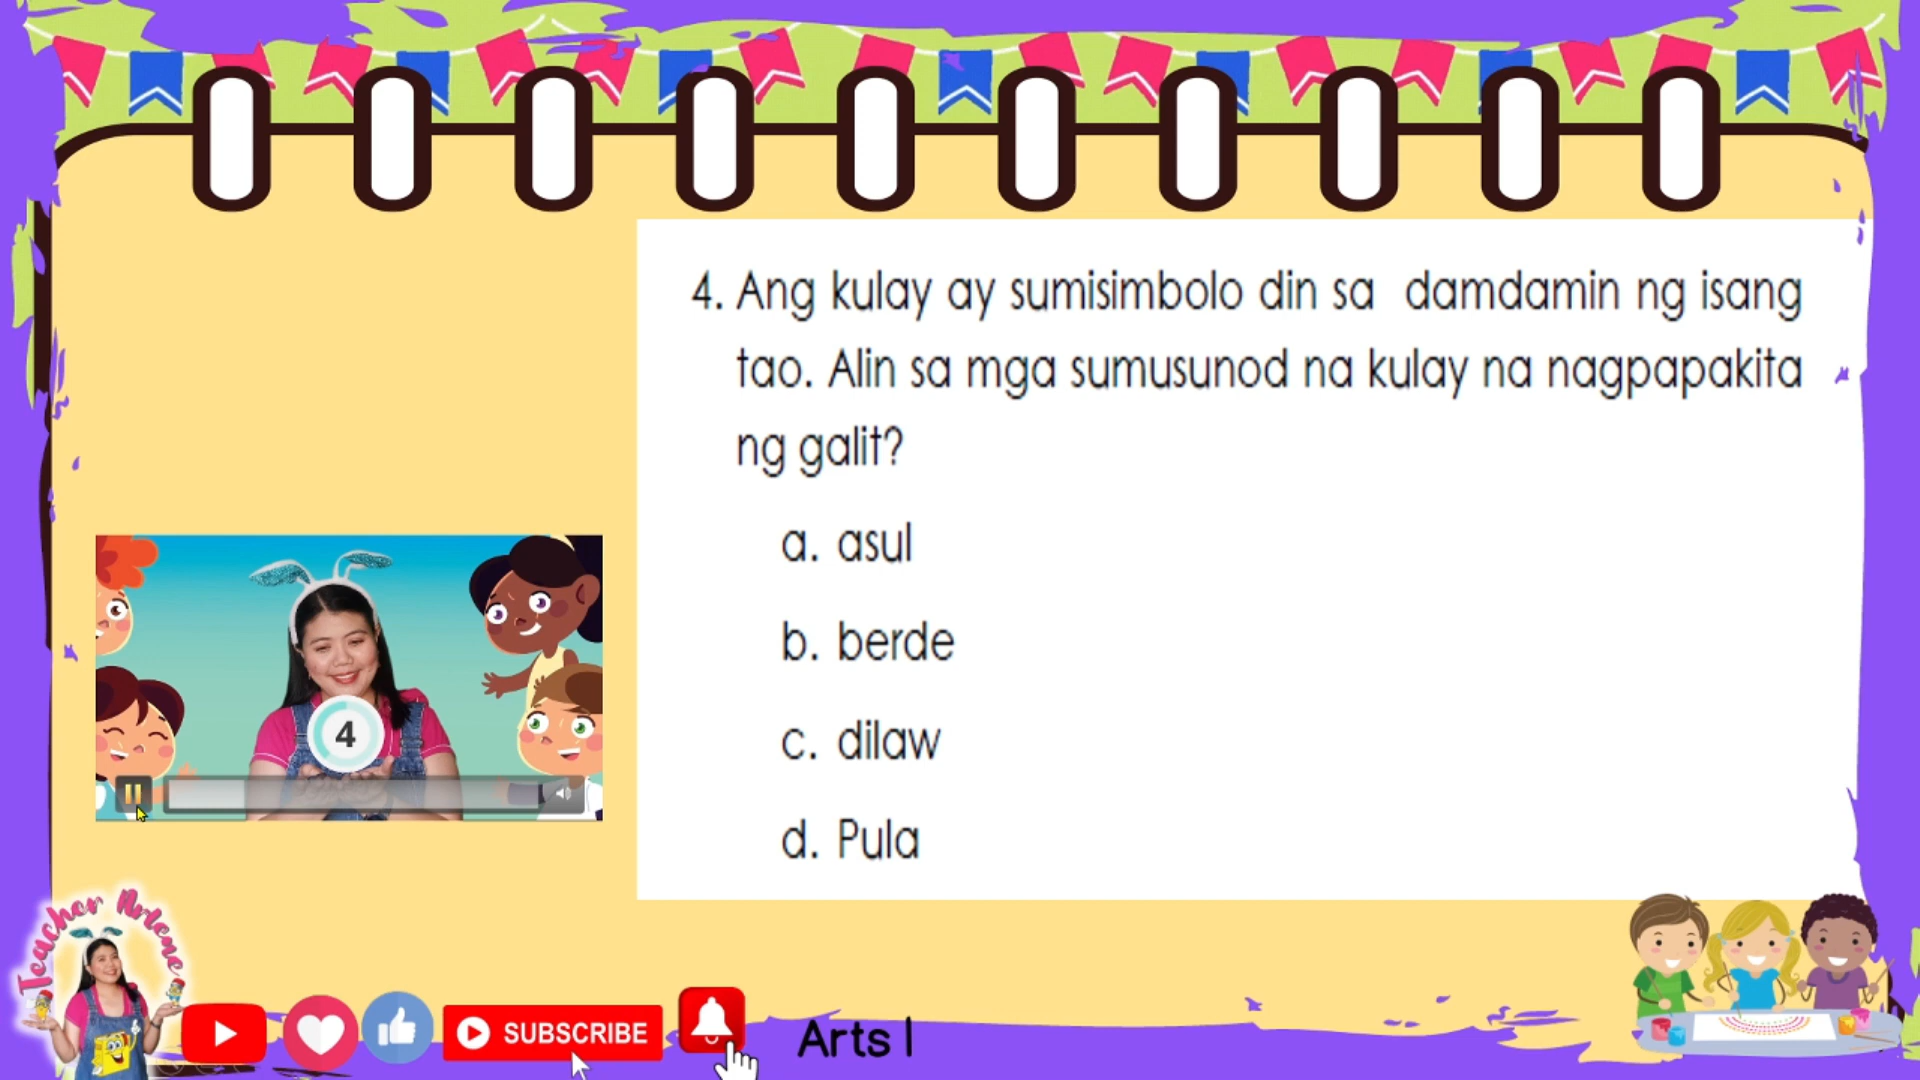 4. Ang kulay ay sumisimbolo din sa damdamin ng isang
tao. Alin sa mga sumusunod na kulay na nagpapakita
ng galit?
a. asul
b. berde
c. dilaw
d. Pula
4
Teacher Arlene
SUBSCRIBE
Arts I